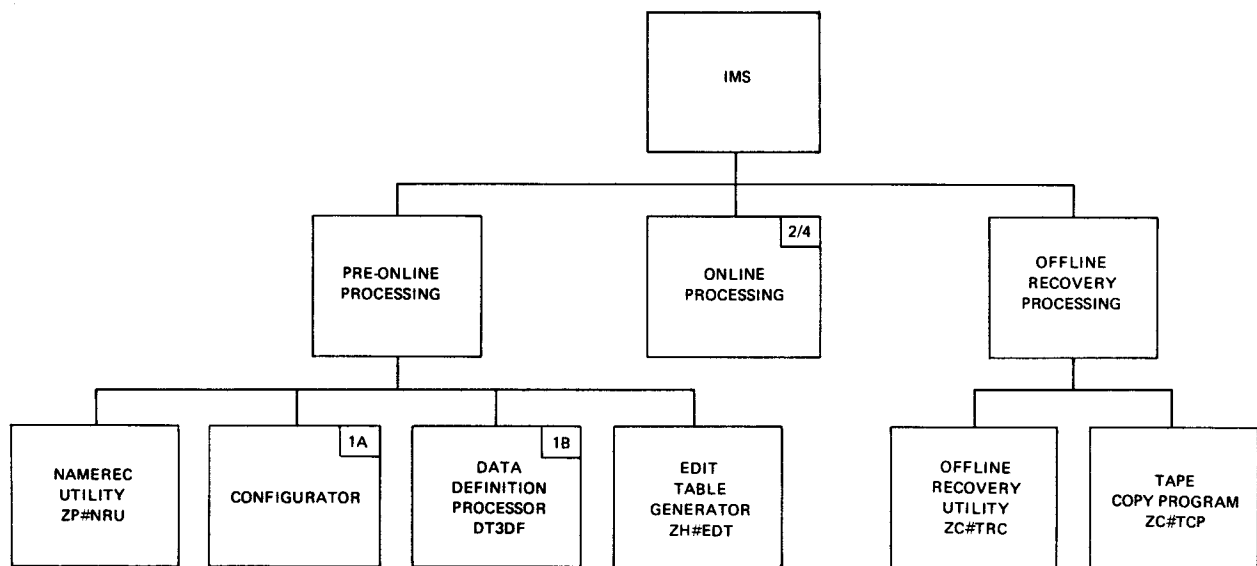 IMS
PRE-ONLINE
PROCESSING
2/4
ONLINE
PROCESSING
OFFLINE
RECOVERY
PROCESSING
NAMEREC
UTILITY
ZP#NRU
1A
CONFIGURATOR
1B
DATA
DEFINITION
PROCESSOR
DT3DF
EDIT
TABLE
GENERATOR
ZH#EDT
OFFLINE
RECOVERY
UTILITY
ZC#TRC
TAPE
COPY PROGRAM
ZC#TCP